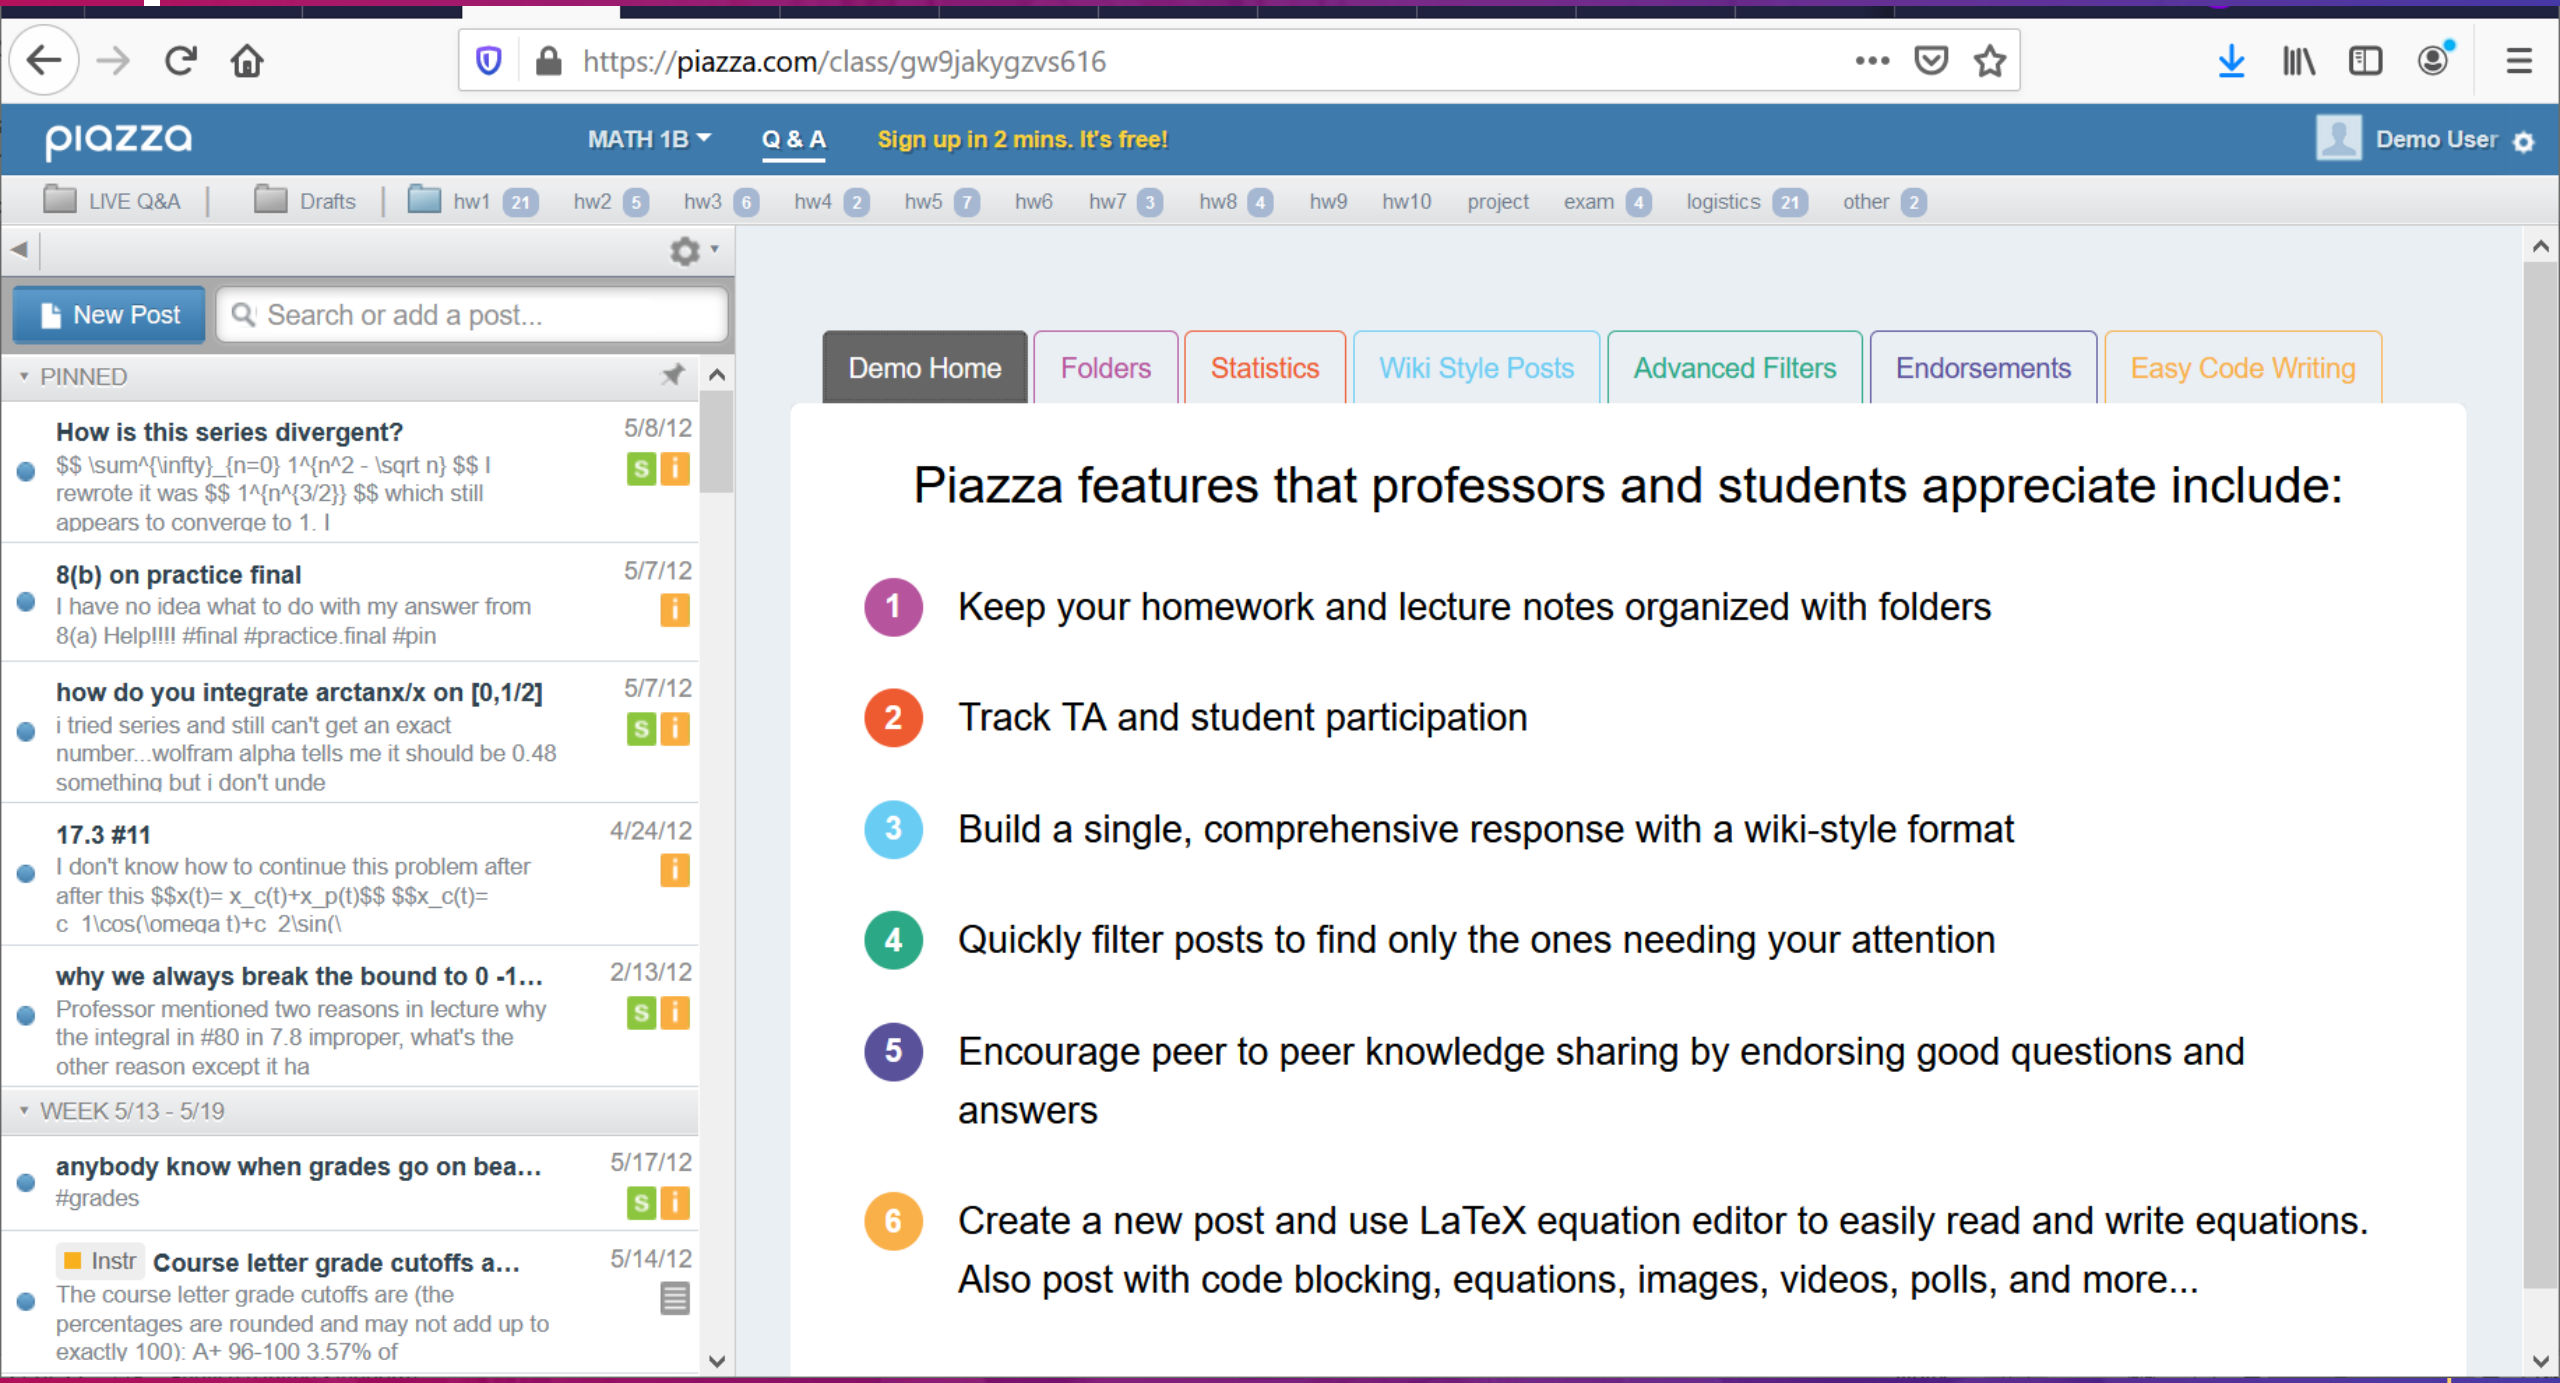 https://piazza.com/class/gw9jakygzvs616
piazza
MATH 1B
Q & A
Sign up in 2 mins. It's free!
Demo User
LIVE Q&A
Drafts
hw1 21
hw2 5
hw3 6
hw4 2
hw5 7
hw6
hw7 3
hw8 4
hw9
hw10
project
exam 4
logistics 21
other 2
New Post
Search or add a post...
PINNED
How is this series divergent? 5/8/12
$$ \sum^{\infty}_{n=0} 1^{n^2 - \sqrt n} $$ I
rewrote it was $$ 1^{n^{3/2}} $$ which still
appears to converge to 1. I
S i
8(b) on practice final 5/7/12
I have no idea what to do with my answer from
8(a) Help!!!! #final #practice.final #pin
i
how do you integrate arctanx/x on [0,1/2] 5/7/12
i tried series and still can't get an exact
number...wolfram alpha tells me it should be 0.48
something but i don't unde
S i
17.3 #11 4/24/12
I don't know how to continue this problem after
after this $$x(t)= x_c(t)+x_p(t)$$ $$x_c(t)=
c_1\cos(\omega t)+c_2\sin(\
i
why we always break the bound to 0 -1... 2/13/12
Professor mentioned two reasons in lecture why
the integral in #80 in 7.8 improper, what's the
other reason except it ha
S i
WEEK 5/13 - 5/19
anybody know when grades go on bea... 5/17/12
#grades
S i
Instr Course letter grade cutoffs a... 5/14/12
The course letter grade cutoffs are (the
percentages are rounded and may not add up to
exactly 100): A+ 96-100 3.57% of
Demo Home
Folders
Statistics
Wiki Style Posts
Advanced Filters
Endorsements
Easy Code Writing
Piazza features that professors and students appreciate include:
1 Keep your homework and lecture notes organized with folders
2 Track TA and student participation
3 Build a single, comprehensive response with a wiki-style format
4 Quickly filter posts to find only the ones needing your attention
5 Encourage peer to peer knowledge sharing by endorsing good questions and
answers
6 Create a new post and use LaTeX equation editor to easily read and write equations.
Also post with code blocking, equations, images, videos, polls, and more...